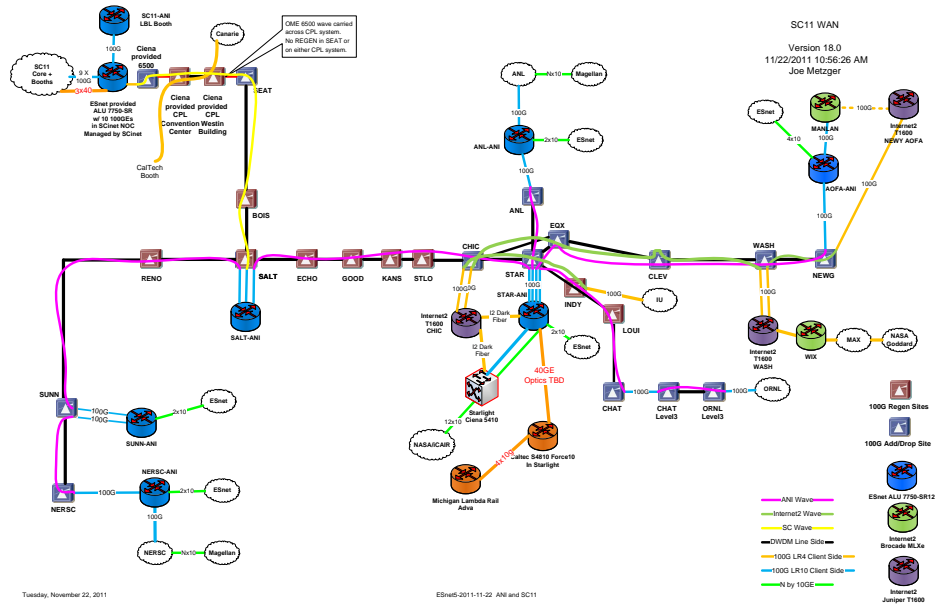 SC11 WAN
Version 18.0
11/22/2011 10:56:26 AM
Joe Metzger
SC11-ANI
LBL Booth
100G
SC11
Core +
Booths
9 X
100G
3x40
Ciena
provided
6500
ESnet provided
ALU 7750-SR
w/ 10 100GEs
in SCinet NOC
Managed by SCinet
Ciena
provided
CPL
Convention
Center
Ciena
provided
CPL
Westin
Building
Canarie
OME 6500 wave carried
across CPL system.
No REGEN in SEAT or
on either CPL system.
SEAT
CalTech
Booth
BOIS
ANL
Nx10
Magellan
100G
ANL-ANI
2x10
ESnet
100G
ANL
ESnet
4x10
MANLAN
100G
100G
Internet2
T1600
NEWY AOFA
AOFA-ANI
100G
100G
RENO
SALT
ECHO
GOOD
KANS
STLO
CHIC
STAR
EQX
CLEV
WASH
NEWG
SALT-ANI
100G
100G
STAR-ANI
INDY
100G
IU
LOUI
Internet2
T1600
CHIC
I2 Dark
Fiber
I2 Dark
Fiber
2x10
ESnet
40GE
Optics TBD
Starlight
Ciena 5410
12x10
NASA/ICAIR
4x10g
Caltec S4810 Force10
In Starlight
Michigan Lambda Rail
Adva
100G
100G
Internet2
T1600
WASH
WIX
MAX
NASA
Goddard
CHAT
100G
CHAT
Level3
ORNL
Level3
100G
ORNL
SUNN
100G
100G
SUNN-ANI
2x10
ESnet
NERSC
100G
NERSC-ANI
2x10
ESnet
100G
NERSC
Nx10
Magellan
100G Regen Sites
100G Add/Drop Site
ESnet ALU 7750-SR12
Internet2
Brocade MLXe
Internet2
Juniper T1600
ANI Wave
Internet2 Wave
SC Wave
DWDM Line Side
100G LR4 Client Side
100G LR10 Client Side
N by 10GE
Tuesday, November 22, 2011
ESnet5-2011-11-22 ANI and SC11